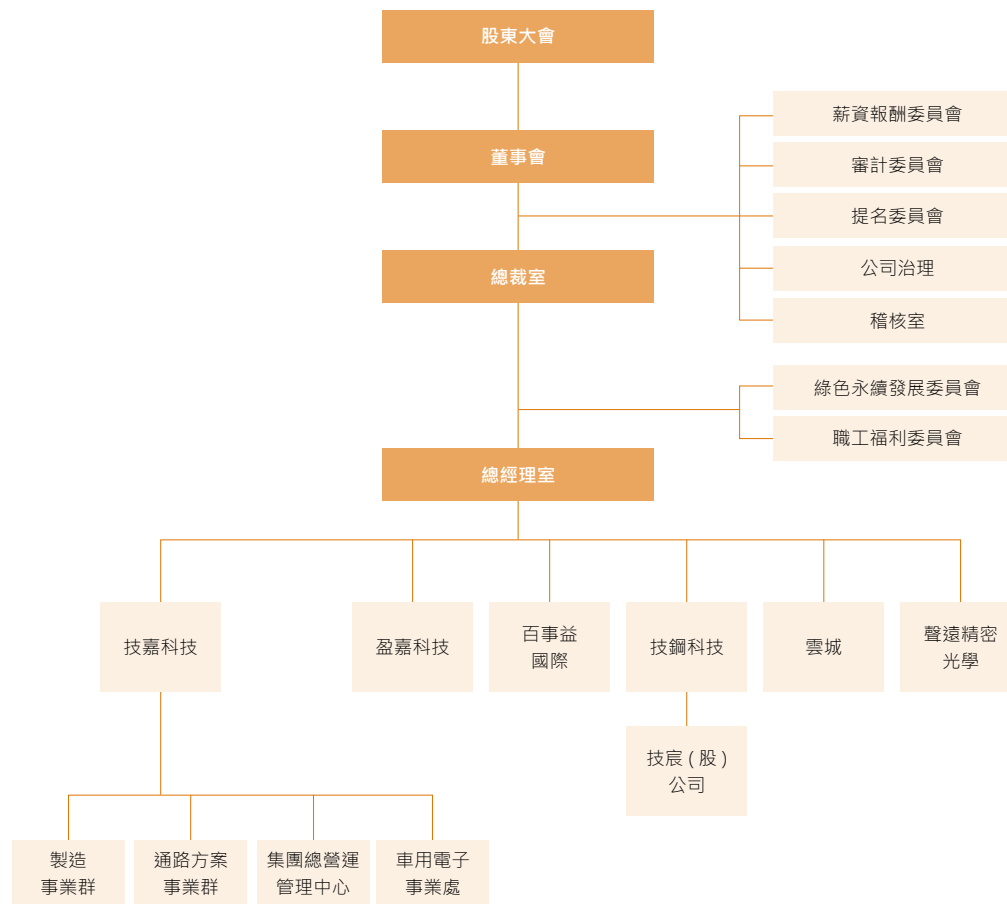 股東大會
董事會
薪資報酬委員會
審計委員會
提名委員會
公司治理
稽核室
總裁室
綠色永續發展委員會
職工福利委員會
總經理室
技嘉科技
盈嘉科技
百事益
國際
技鋼科技
雲城
聲遠精密
光學
技宸 ( 股 )
公司
製造
事業群
通路方案
事業群
集團總營運
管理中心
車用電子
事業處